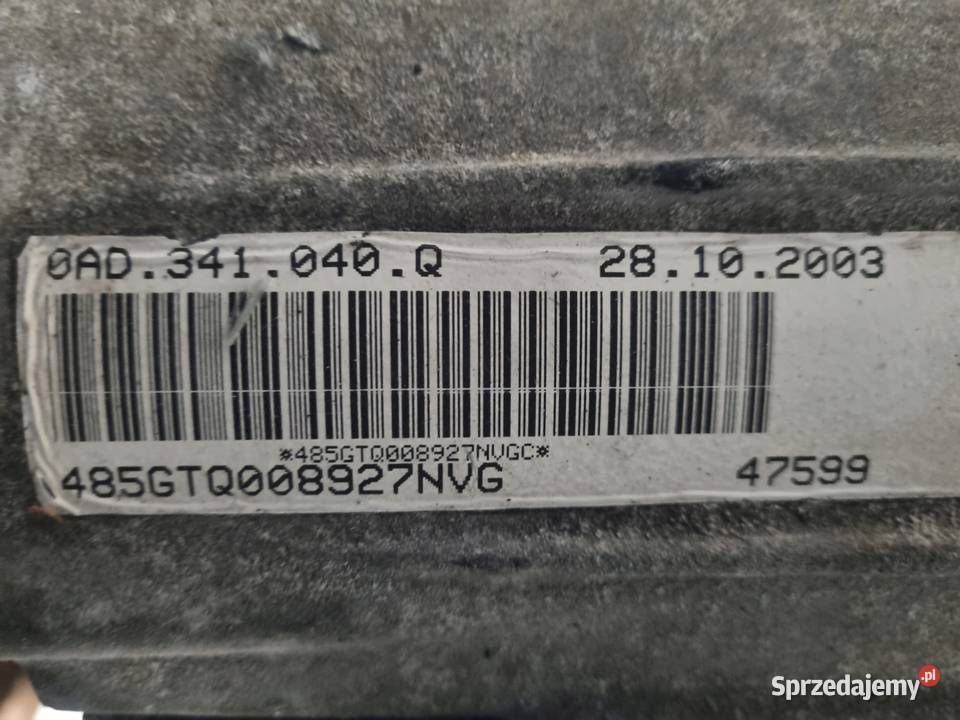 0AD.341.040.Q 28.10.2003
*485GTQ008927NVGC*
485GTQ008927NVG 47599
Sprzedajemy.pl